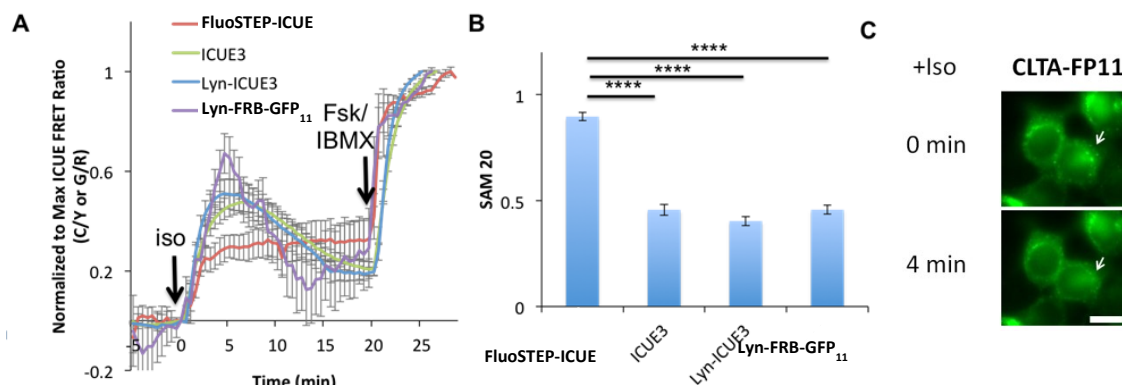 A
FluoSTEP-ICUE
ICUE3
Lyn-ICUE3
Lyn-FRB-GFP11
Normalized to Max ICUE FRET Ratio
(C/Y or G/R)
1
0.6
0.2
-0.2
iso
Fsk/
IBMX
-5
0
5
10
15
20
25
Time (min)
B
****
****
****
SAM 20
1
0.5
0
FluoSTEP-ICUE
ICUE3
Lyn-ICUE3
Lyn-FRB-GFP11
C
+Iso
CLTA-FP11
0 min
4 min